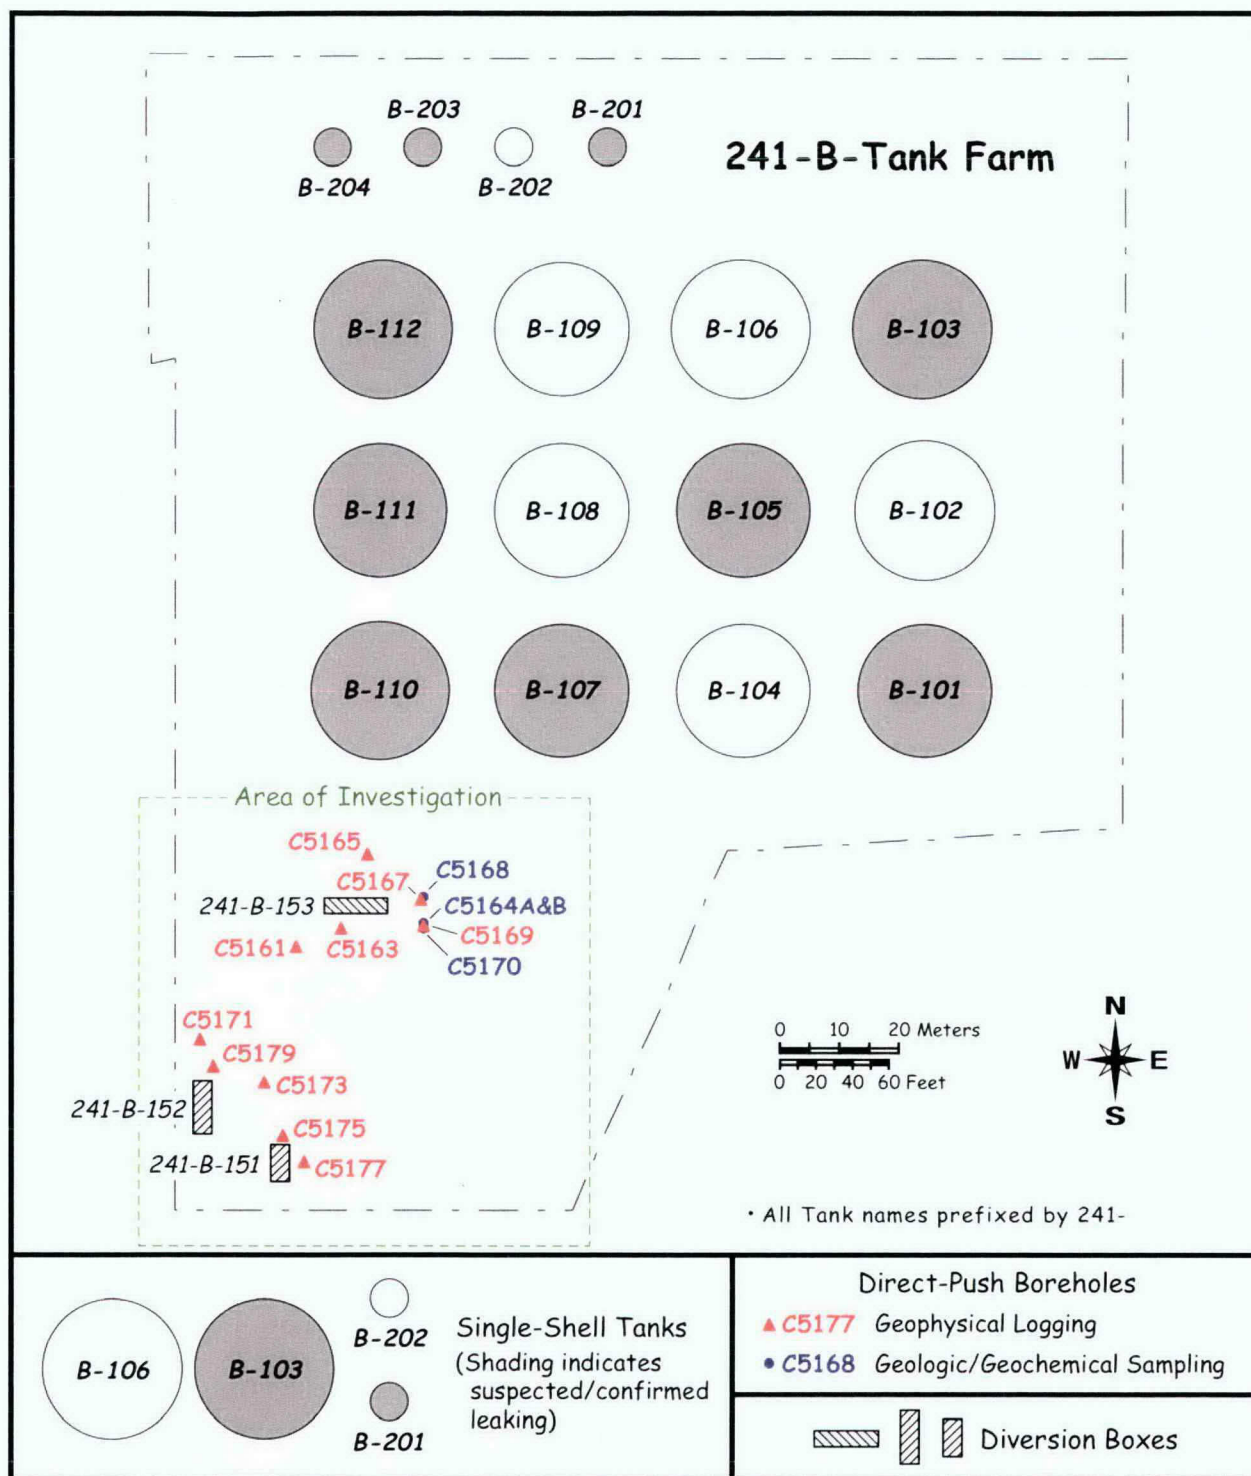 B-203
B-201
B-204
B-202
241-B-Tank Farm
B-112
B-109
B-106
B-103
B-111
B-108
B-105
B-102
B-110
B-107
B-104
B-101
Area of Investigation
C5165
C5167
C5168
241-B-153
C5164A&B
C5161
C5163
C5169
C5170
C5171
C5179
C5173
241-B-152
C5175
241-B-151
C5177
0 10 20 Meters
0 20 40 60 Feet
N
W
E
S
• All Tank names prefixed by 241-
B-106
B-103
B-202
B-201
Single-Shell Tanks
(Shading indicates
suspected/confirmed
leaking)
Direct-Push Boreholes
C5177 Geophysical Logging
C5168 Geologic/Geochemical Sampling
Diversion Boxes